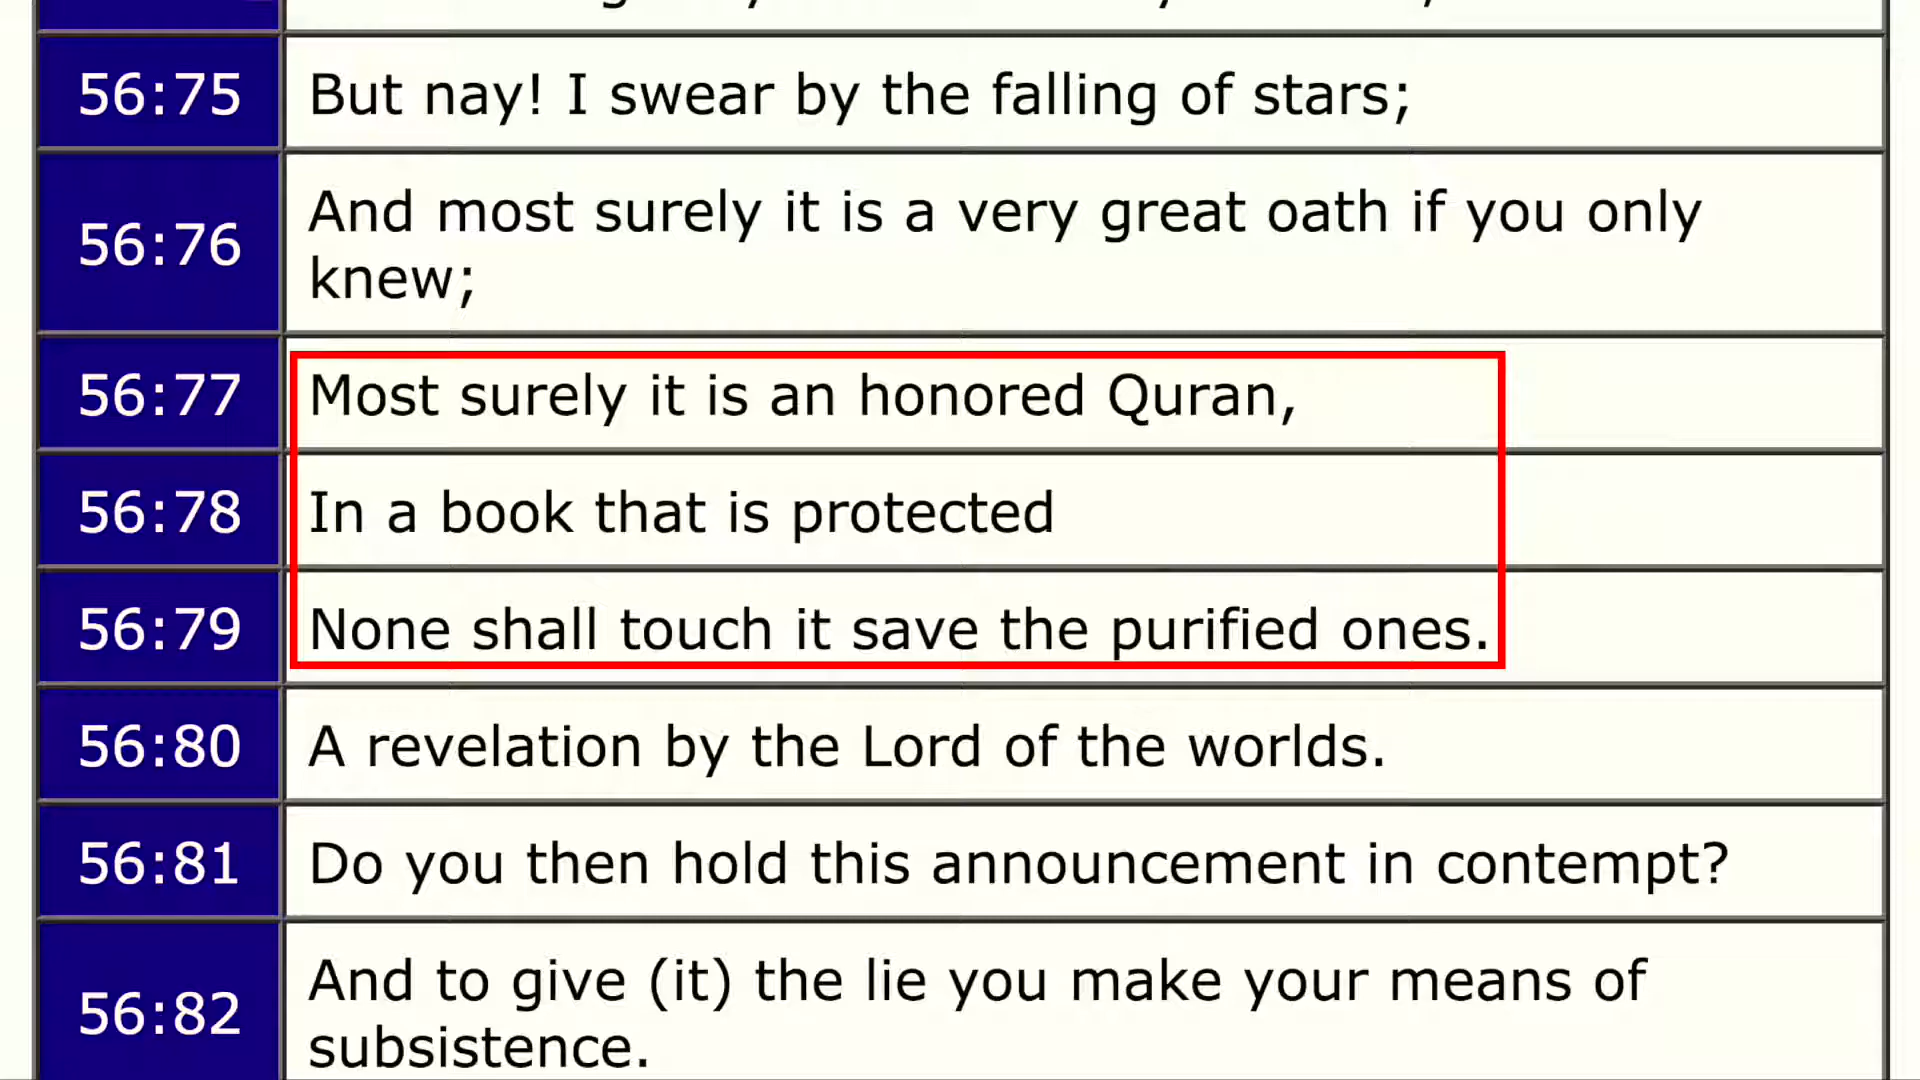 56:75 But nay! I swear by the falling of stars;
56:76 And most surely it is a very great oath if you only
knew;
56:77 Most surely it is an honored Quran,
56:78 In a book that is protected
56:79 None shall touch it save the purified ones.
56:80 A revelation by the Lord of the worlds.
56:81 Do you then hold this announcement in contempt?
56:82 And to give (it) the lie you make your means of
subsistence.